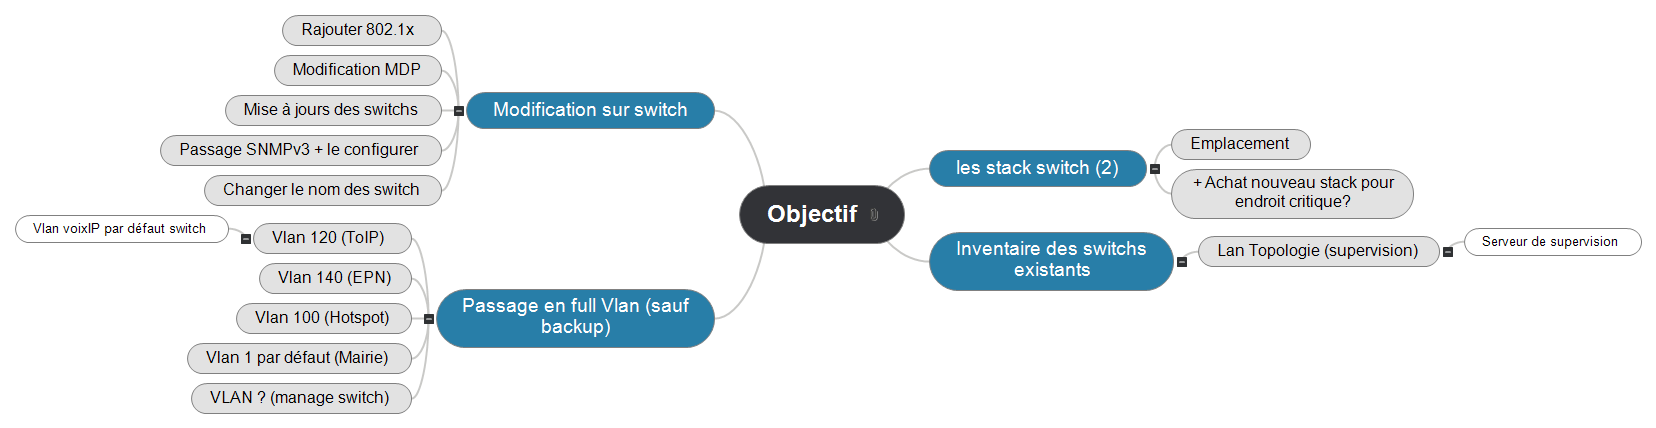 Objectif
Modification sur switch
Rajouter 802.1x
Modification MDP
Mise à jours des switchs
Passage SNMPv3 + le configurer
Changer le nom des switch
Passage en full Vlan (sauf
backup)
Vlan 120 (ToIP)
Vlan voixIP par défaut switch
Vlan 140 (EPN)
Vlan 100 (Hotspot)
Vlan 1 par défaut (Mairie)
VLAN ? (manage switch)
les stack switch (2)
Emplacement
+ Achat nouveau stack pour
endroit critique?
Inventaire des switchs
existants
Lan Topologie (supervision)
Serveur de supervision